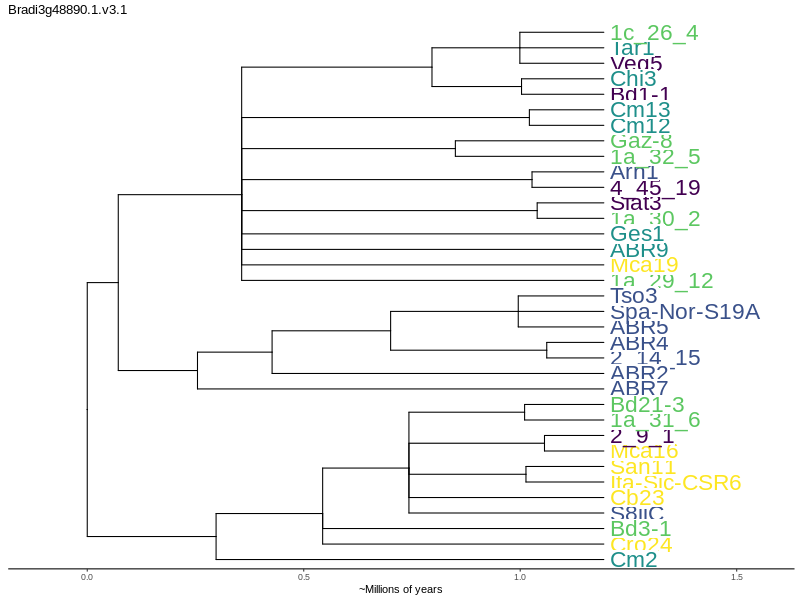 Bradi3g48890.1.v3.1
1c_26_4
Tar1
Veg5
Chi3
Bd1-1
Cm13
Cm12
Gaz-8
1a_32_5
Arn1
4_45_19
Slat3
1a_30_2
Ges1
ABR9
Mca19
1a_29_12
Tso3
Spa-Nor-S19A
ABR5
ABR4
2_14_15
ABR2
ABR7
Bd21-3
1a_31_6
2_9_1
Mca16
San11
Ita-Sic-CSR6
Cb23
S8iiC
Bd3-1
Cro24
Cm2
0.0 0.5 1.0 1.5
~Millions of years